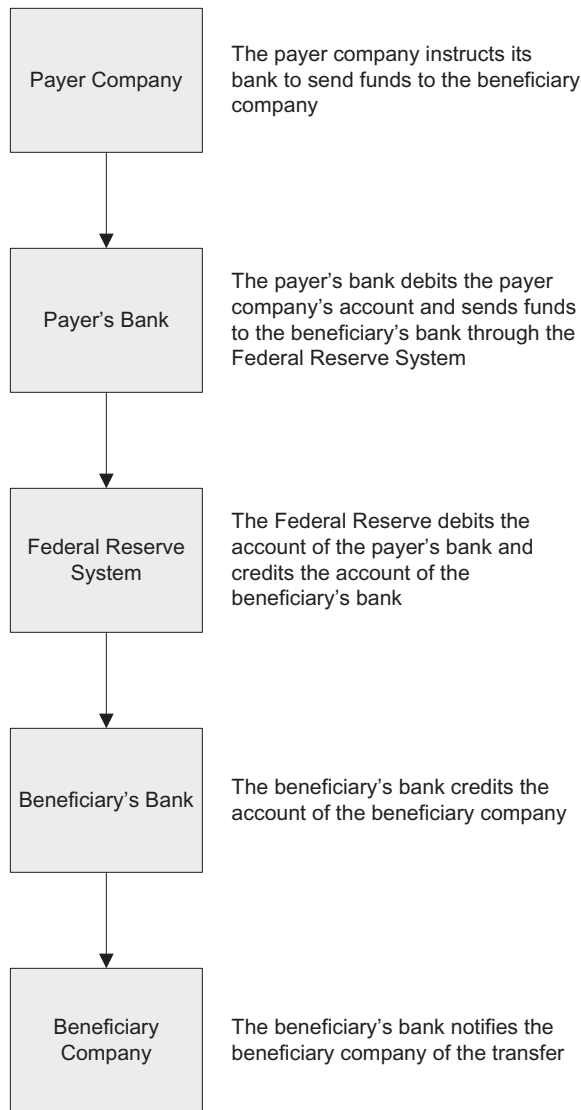 Payer Company
The payer company instructs its
bank to send funds to the beneficiary
company
Payer’s Bank
The payer’s bank debits the payer
company’s account and sends funds
to the beneficiary’s bank through the
Federal Reserve System
Federal Reserve
System
The Federal Reserve debits the
account of the payer’s bank and
credits the account of the
beneficiary’s bank
Beneficiary’s Bank
The beneficiary’s bank credits the
account of the beneficiary company
Beneficiary
Company
The beneficiary’s bank notifies the
beneficiary company of the transfer